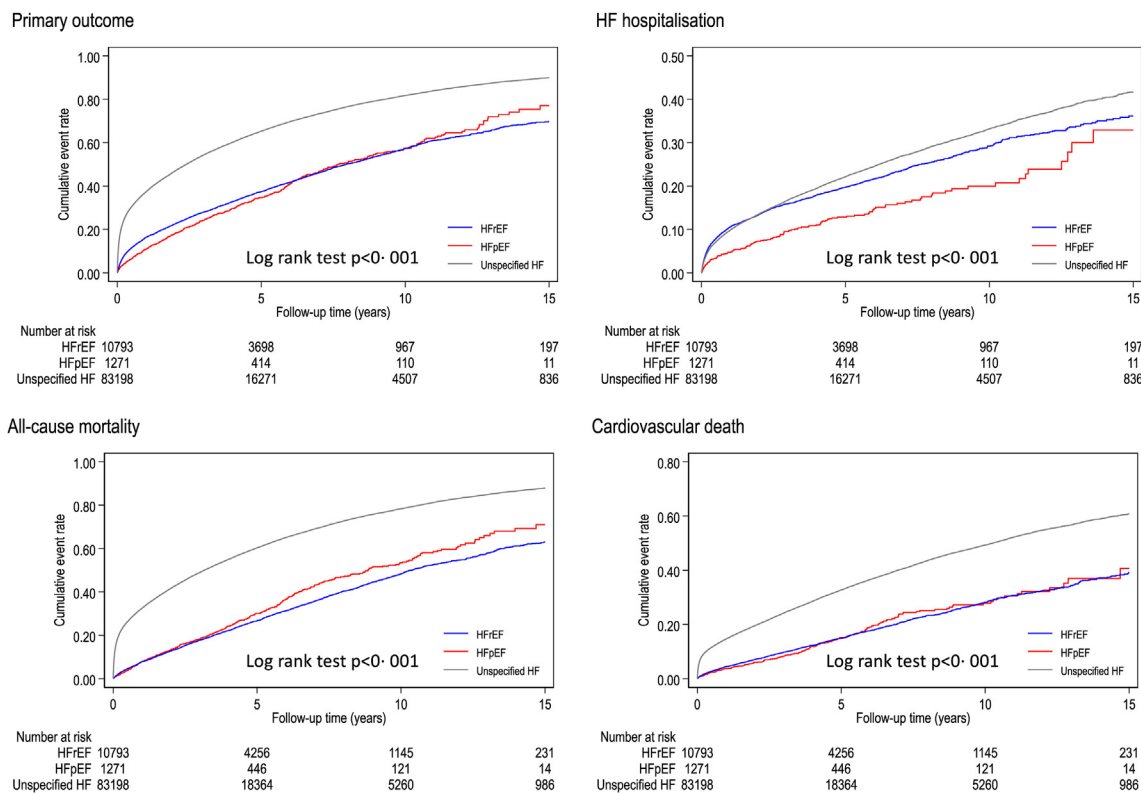 Primary outcome
1.00
0.80
0.60
0.40
0.20
0.00
Cumulative event rate
HFrEF
HFpEF
Unspecified HF
Log rank test p<0· 001
0 5 10 15
Follow-up time (years)
Number at risk
HFrEF 10793 3698 967 197
HFpEF 1271 414 110 11
Unspecified HF 83198 16271 4507 836
HF hospitalisation
0.50
0.40
0.30
0.20
0.10
0.00
Cumulative event rate
HFrEF
HFpEF
Unspecified HF
Log rank test p<0· 001
0 5 10 15
Follow-up time (years)
Number at risk
HFrEF 10793 3698 967 197
HFpEF 1271 414 110 11
Unspecified HF 83198 16271 4507 836
All-cause mortality
1.00
0.80
0.60
0.40
0.20
0.00
Cumulative event rate
HFrEF
HFpEF
Unspecified HF
Log rank test p<0· 001
0 5 10 15
Follow-up time (years)
Number at risk
HFrEF 10793 4256 1145 231
HFpEF 1271 446 121 14
Unspecified HF 83198 18364 5260 986
Cardiovascular death
0.80
0.60
0.40
0.20
0.00
Cumulative event rate
HFrEF
HFpEF
Unspecified HF
Log rank test p<0· 001
0 5 10 15
Follow-up time (years)
Number at risk
HFrEF 10793 4256 1145 231
HFpEF 1271 446 121 14
Unspecified HF 83198 18364 5260 986